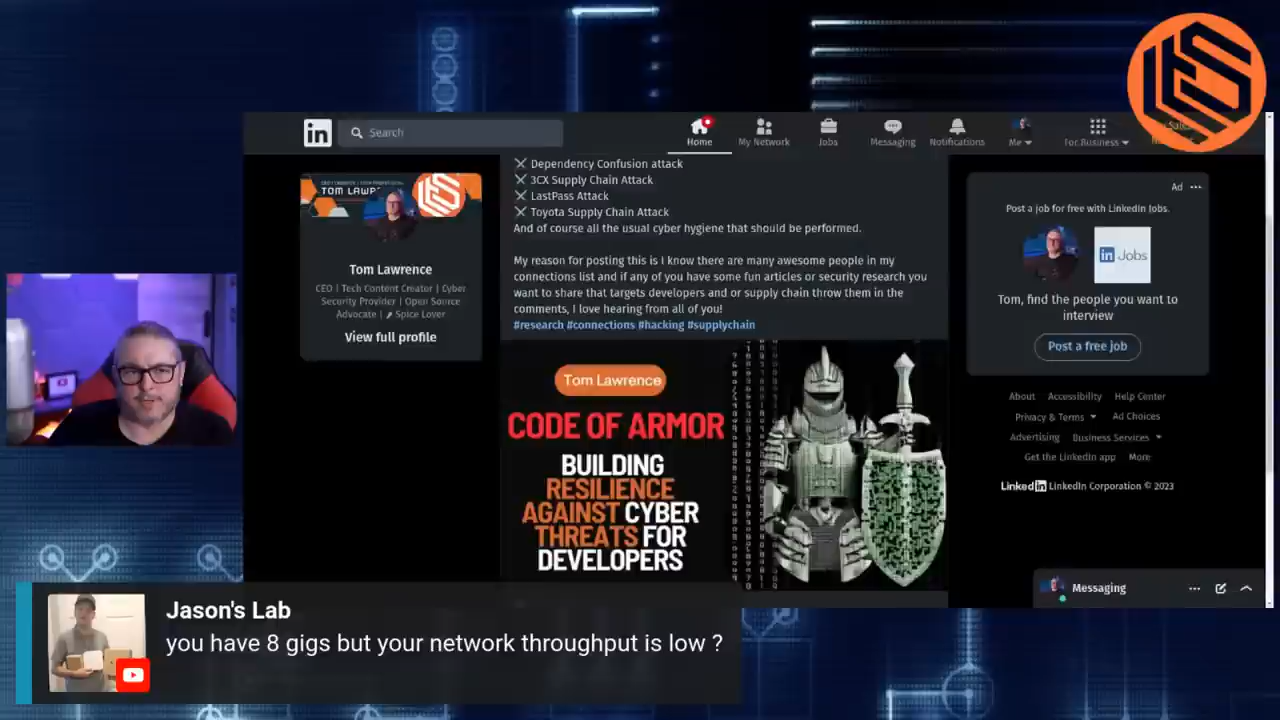 in
Search
Home
My Network
Jobs
Messaging
Notifications
Me
For Business
TOM LAWR
Tom Lawrence
CEO | Tech Content Creator | Cyber
Security Provider | Open Source
Advocate | 🌶 Spice Lover
View full profile
⚔ Dependency Confusion attack
⚔ 3CX Supply Chain Attack
⚔ LastPass Attack
⚔ Toyota Supply Chain Attack
And of course all the usual cyber hygiene that should be performed.
My reason for posting this is I know there are many awesome people in my
connections list and if any of you have some fun articles or security research you
want to share that targets developers and or supply chain throw them in the
comments, I love hearing from all of you!
#research #connections #hacking #supplychain
Tom Lawrence
CODE OF ARMOR
BUILDING
RESILIENCE
AGAINST CYBER
THREATS FOR
DEVELOPERS
Ad
Post a job for free with LinkedIn Jobs.
in Jobs
Tom, find the people you want to
interview
Post a free job
About Accessibility Help Center
Privacy & Terms Ad Choices
Advertising Business Services
Get the LinkedIn app More
Linked in LinkedIn Corporation © 2023
Messaging
Jason's Lab
you have 8 gigs but your network throughput is low ?